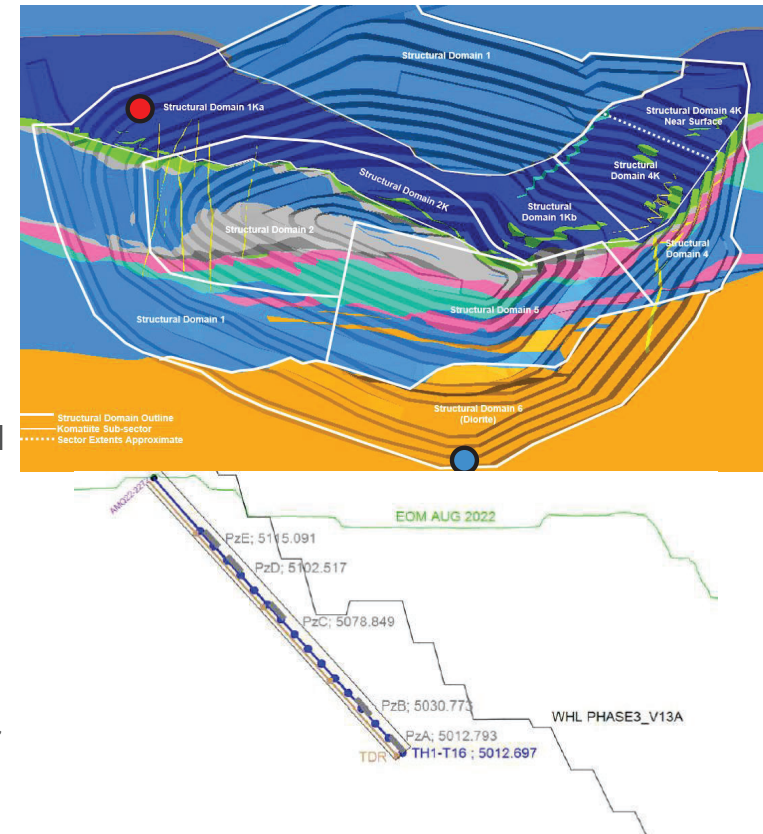 Structural Domain 1
Structural Domain 1Ka
Structural Domain 4K
Near Surface
Structural
Domain 4K
Structural Domain 2K
Structural
Domain 1Kb
Structural Domain 2
Structural
Domain 4
Structural Domain 5
Structural Domain 1
Structural Domain 6
(Diorite)
Structural Domain Outline
Komatiite Sub-sector
Sector Extents Approximate
EOM AUG 2022
PzE; 5115.091
PzD; 5102.517
PzC; 5078.849
PzB; 5030.773
WHL PHASE3_V13A
PzA; 5012.793
TH1-T16 ; 5012.697
TDR